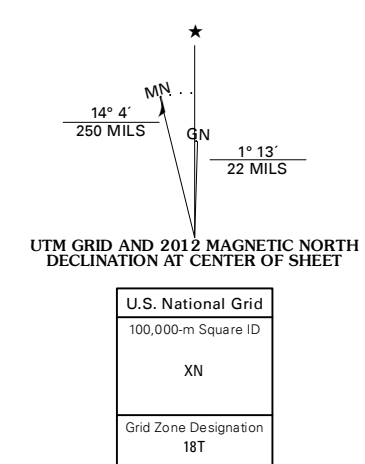 ★
MN
14° 4´
250 MILS
GN
1° 13´
22 MILS
UTM GRID AND 2012 MAGNETIC NORTH
DECLINATION AT CENTER OF SHEET
U.S. National Grid
100,000-m Square ID
XN
Grid Zone Designation
18T